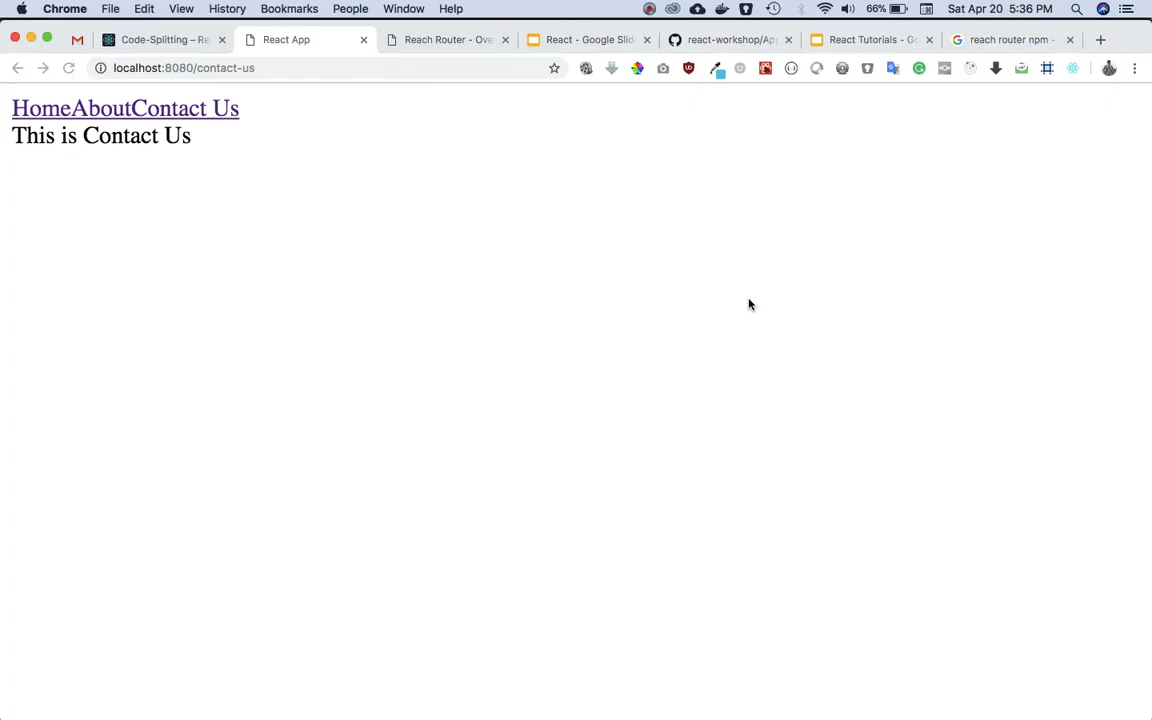 Chrome File Edit View History Bookmarks People Window Help 66% Sat Apr 20 5:36 PM
Code-Splitting – Re React App Reach Router - Ove React - Google Slid react-workshop/Ap React Tutorials - Go reach router npm -
localhost:8080/contact-us
HomeAboutContact Us
This is Contact Us